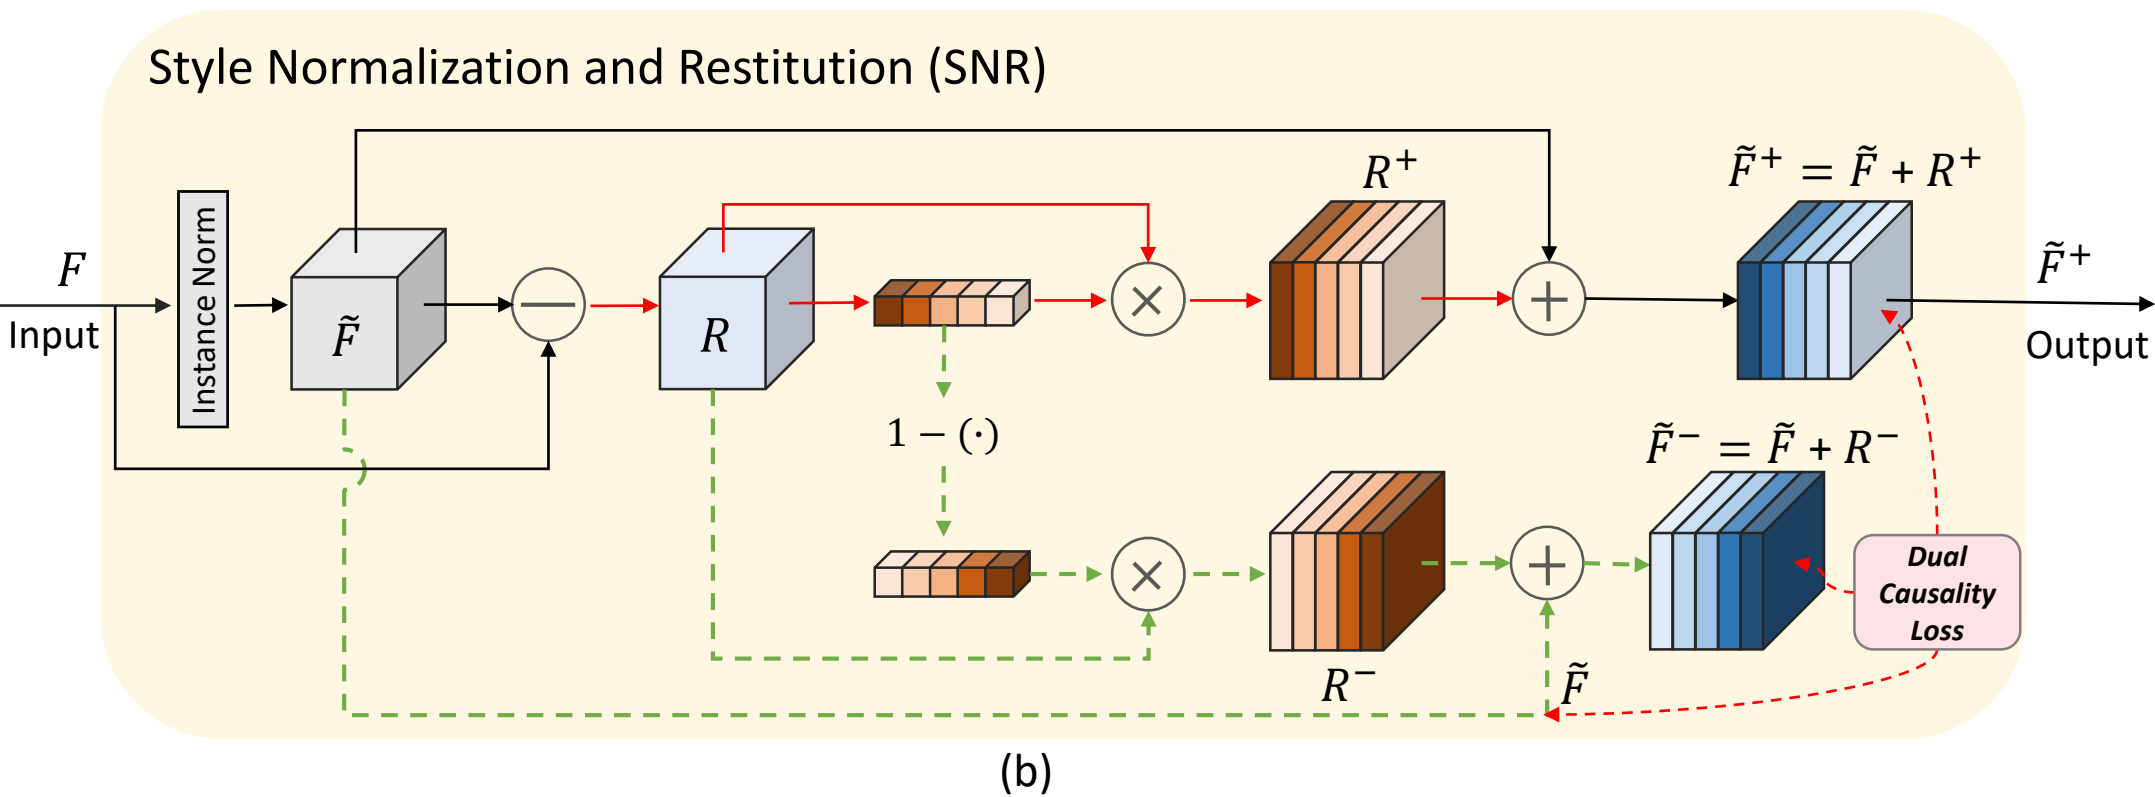 Style Normalization and Restitution (SNR)
F
Input
Instance Norm
F̃
R
1 − (·)
R⁺
F̃⁺ = F̃ + R⁺
F̃⁺
Output
F̃⁻ = F̃ + R⁻
R⁻
F̃
Dual
Causality
Loss
(b)